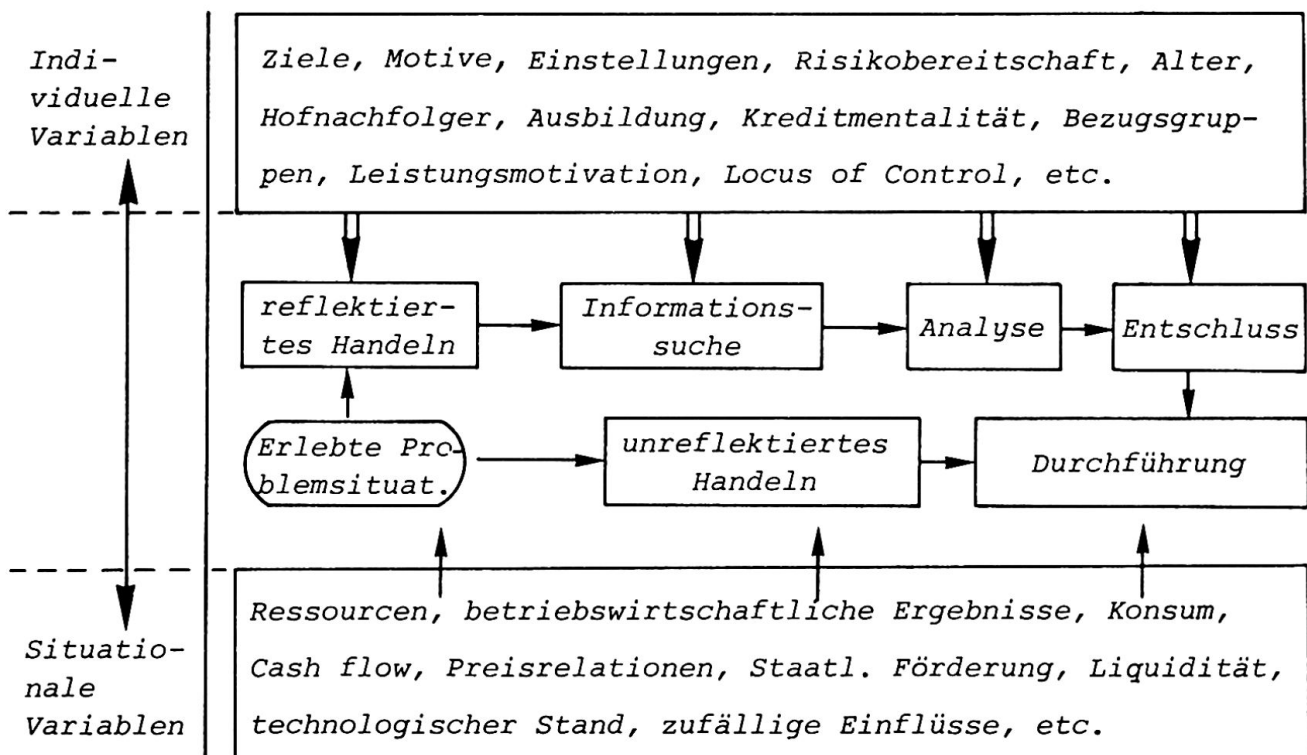 Indi-
viduelle
Variablen
Ziele, Motive, Einstellungen, Risikobereitschaft, Alter,
Hofnachfolger, Ausbildung, Kreditmentalität, Bezugsgrup-
pen, Leistungsmotivation, Locus of Control, etc.
reflektier-
tes Handeln
Informations-
suche
Analyse
Entschluss
Erlebte Pro-
blemsituat.
unreflektiertes
Handeln
Durchführung
Situatio-
nale
Variablen
Ressourcen, betriebswirtschaftliche Ergebnisse, Konsum,
Cash flow, Preisrelationen, Staatl. Förderung, Liquidität,
technologischer Stand, zufällige Einflüsse, etc.